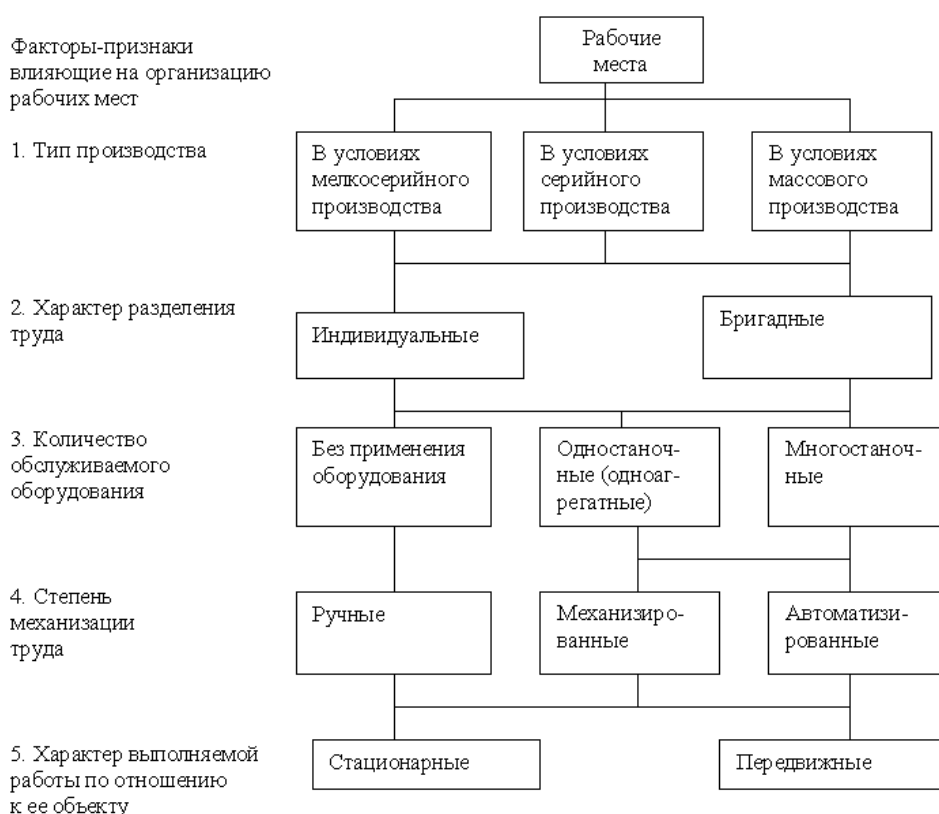 Факторы-признаки
влияющие на организацию
рабочих мест
Рабочие
места
1. Тип производства
В условиях
мелкосерийного
производства
В условиях
серийного
производства
В условиях
массового
производства
2. Характер разделения
труда
Индивидуальные
Бригадные
3. Количество
обслуживаемого
оборудования
Без применения
оборудования
Одностаноч-
ные (одноаг-
регатные)
Многостаноч-
ные
4. Степень
механизации
труда
Ручные
Механизиро-
ванные
Автоматизи-
рованные
5. Характер выполняемой
работы по отношению
к ее объекту
Стационарные
Передвижные